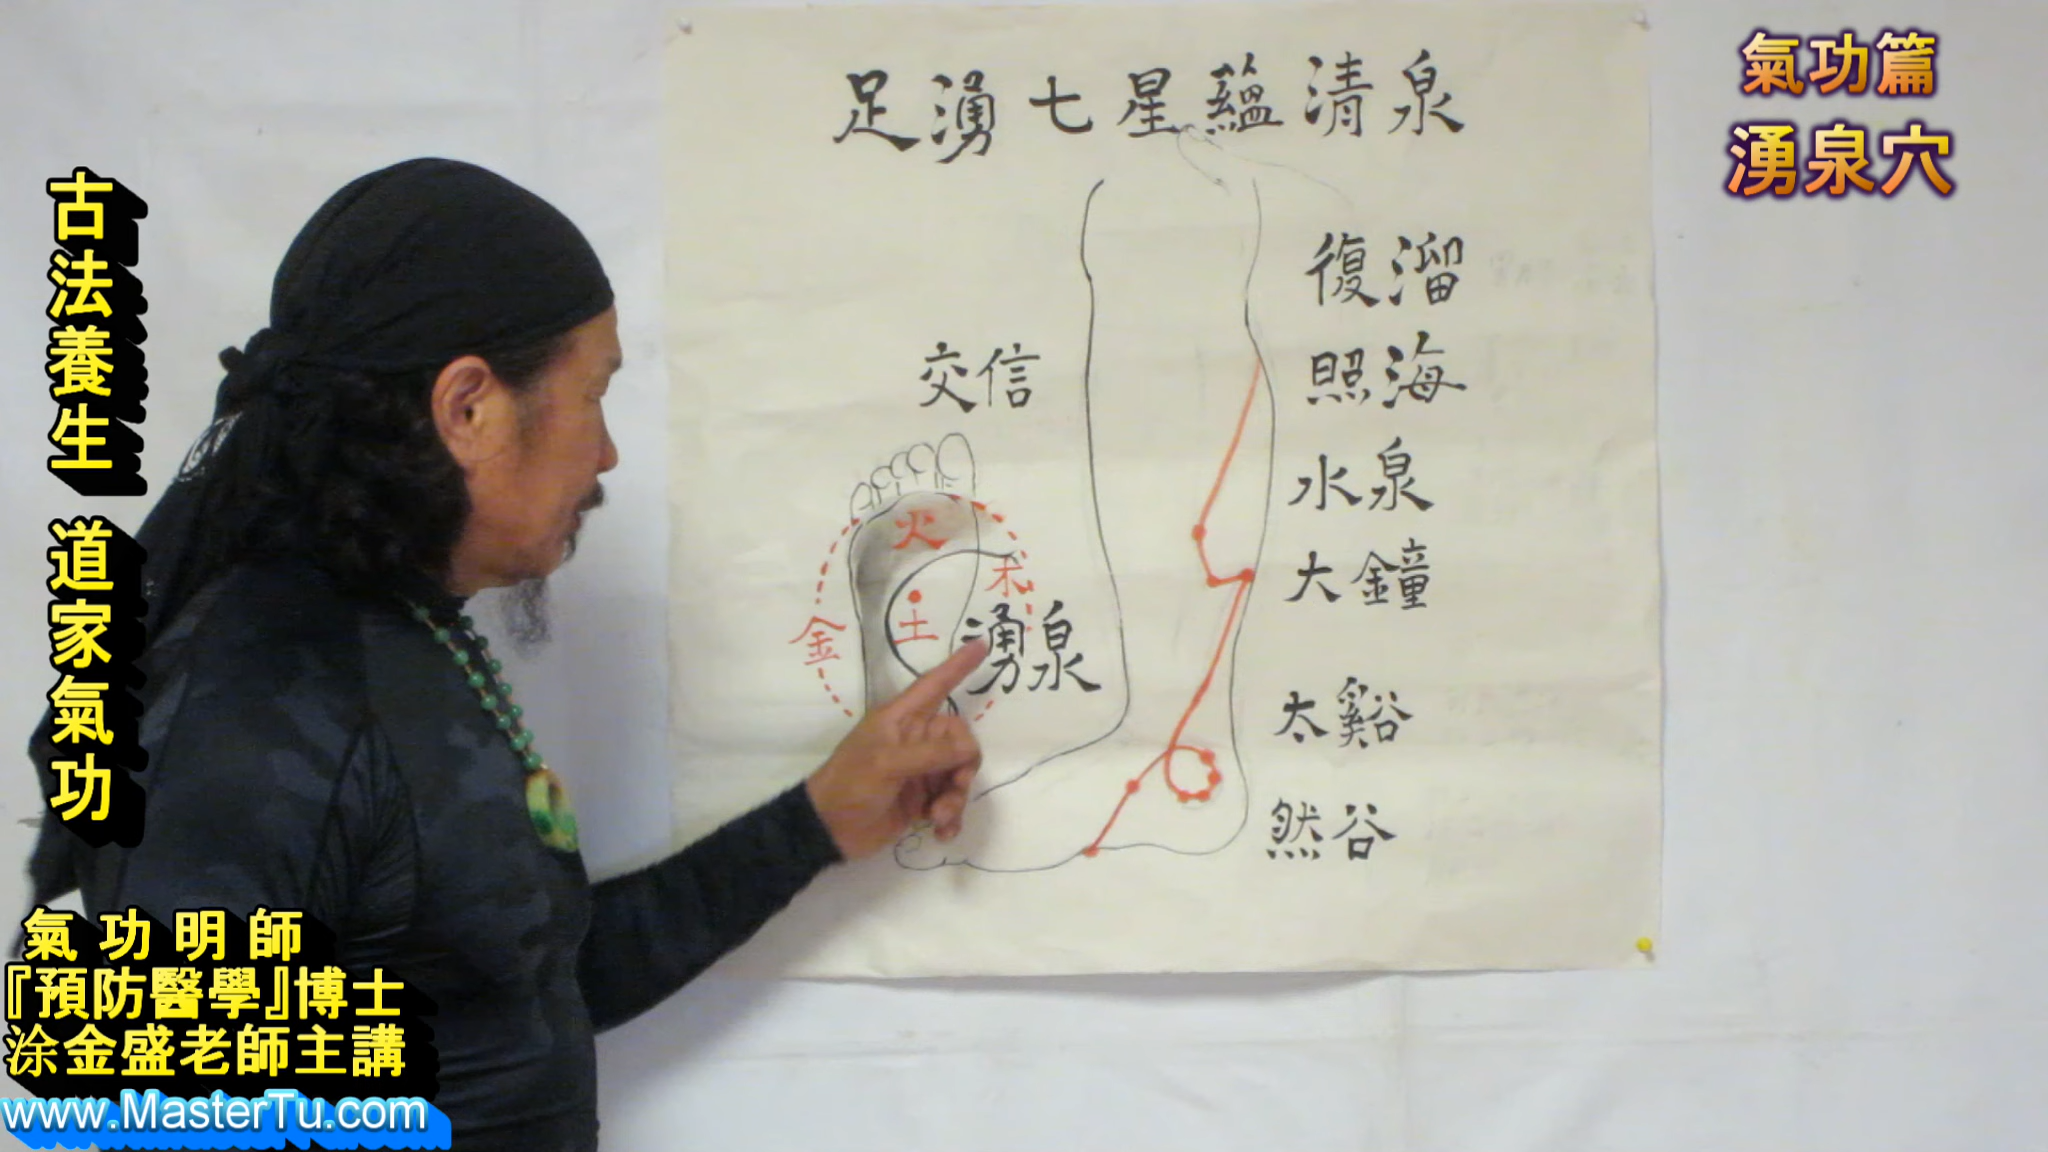 氣功篇
湧泉穴
古法養生 道家氣功
足湧七星蘊清泉
復溜
照海
交信
水泉
大鐘
火
木
土
金
湧泉
太谿
然谷
氣功明師
『預防醫學』博士
涂金盛老師主講
www.MasterTu.com